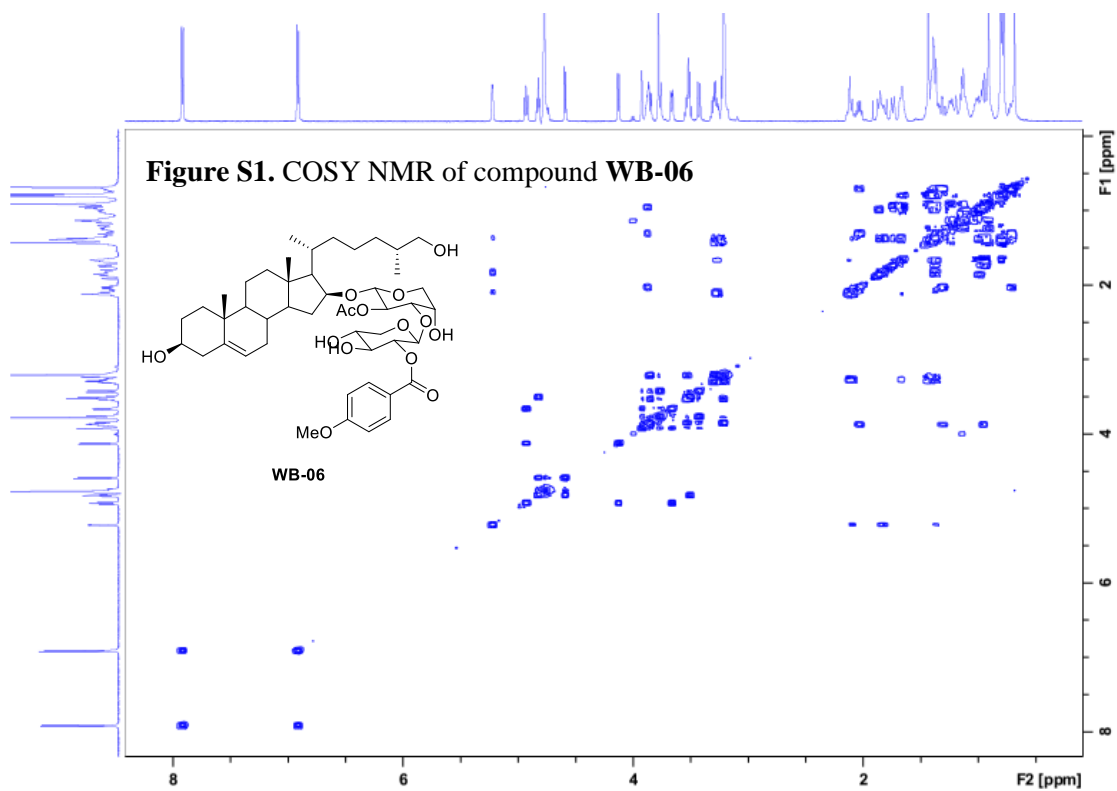 Figure S1. COSY NMR of compound WB-06
OH
O
O
AcO
O
O
HO
HO
OH
O
HO
O
MeO
WB-06
F1 [ppm]
2
4
6
8
8
6
4
2
F2 [ppm]